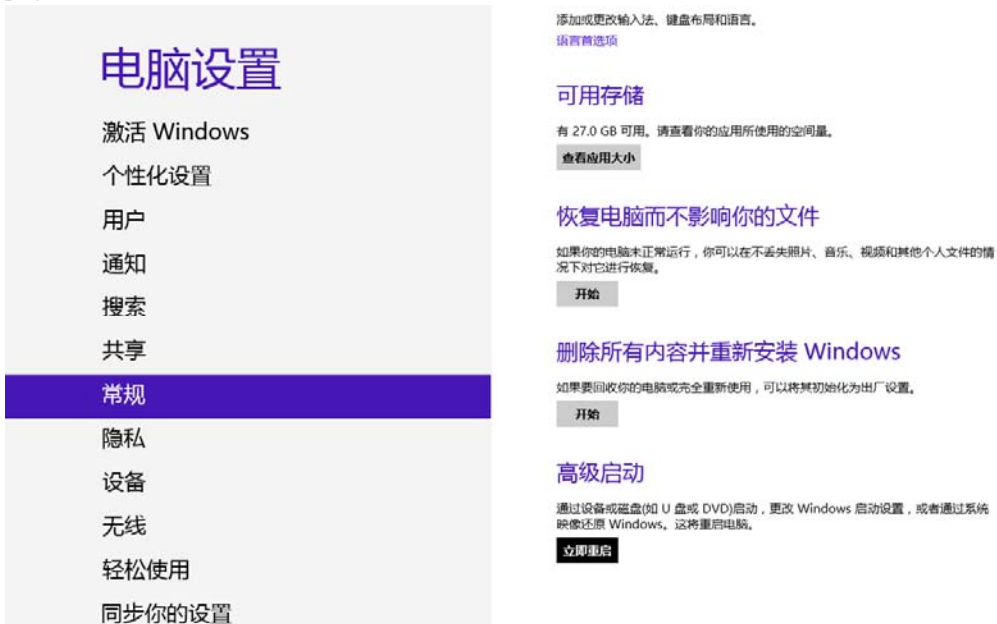 电脑设置
激活 Windows
个性化设置
用户
通知
搜索
共享
常规
隐私
设备
无线
轻松使用
同步你的设置
添加或更改输入法、键盘布局和语言。
语言首选项
可用存储
有 27.0 GB 可用。请查看你的应用所使用的空间量。
查看应用大小
恢复电脑而不影响你的文件
如果你的电脑未正常运行，你可以在不丢失照片、音乐、视频和其他个人文件的情
况下对它进行恢复。
开始
删除所有内容并重新安装 Windows
如果要回收你的电脑或完全重新使用，可以将其初始化为出厂设置。
开始
高级启动
通过设备或磁盘(如 U 盘或 DVD)启动，更改 Windows 启动设置，或者通过系统
映像还原 Windows。这将重启电脑。
立即重启